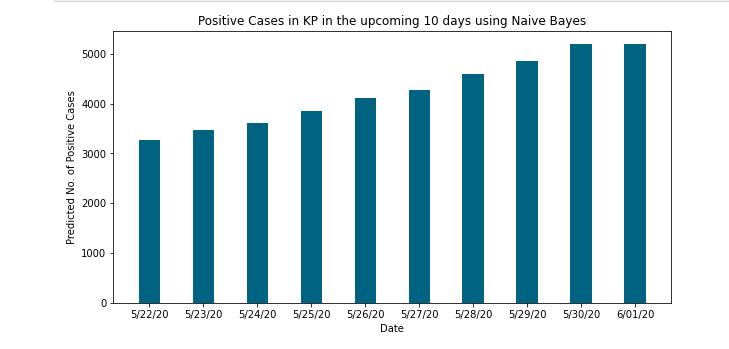 Positive Cases in KP in the upcoming 10 days using Naive Bayes
Predicted No. of Positive Cases
5000
4000
3000
2000
1000
0
5/22/20 5/23/20 5/24/20 5/25/20 5/26/20 5/27/20 5/28/20 5/29/20 5/30/20 6/01/20
Date